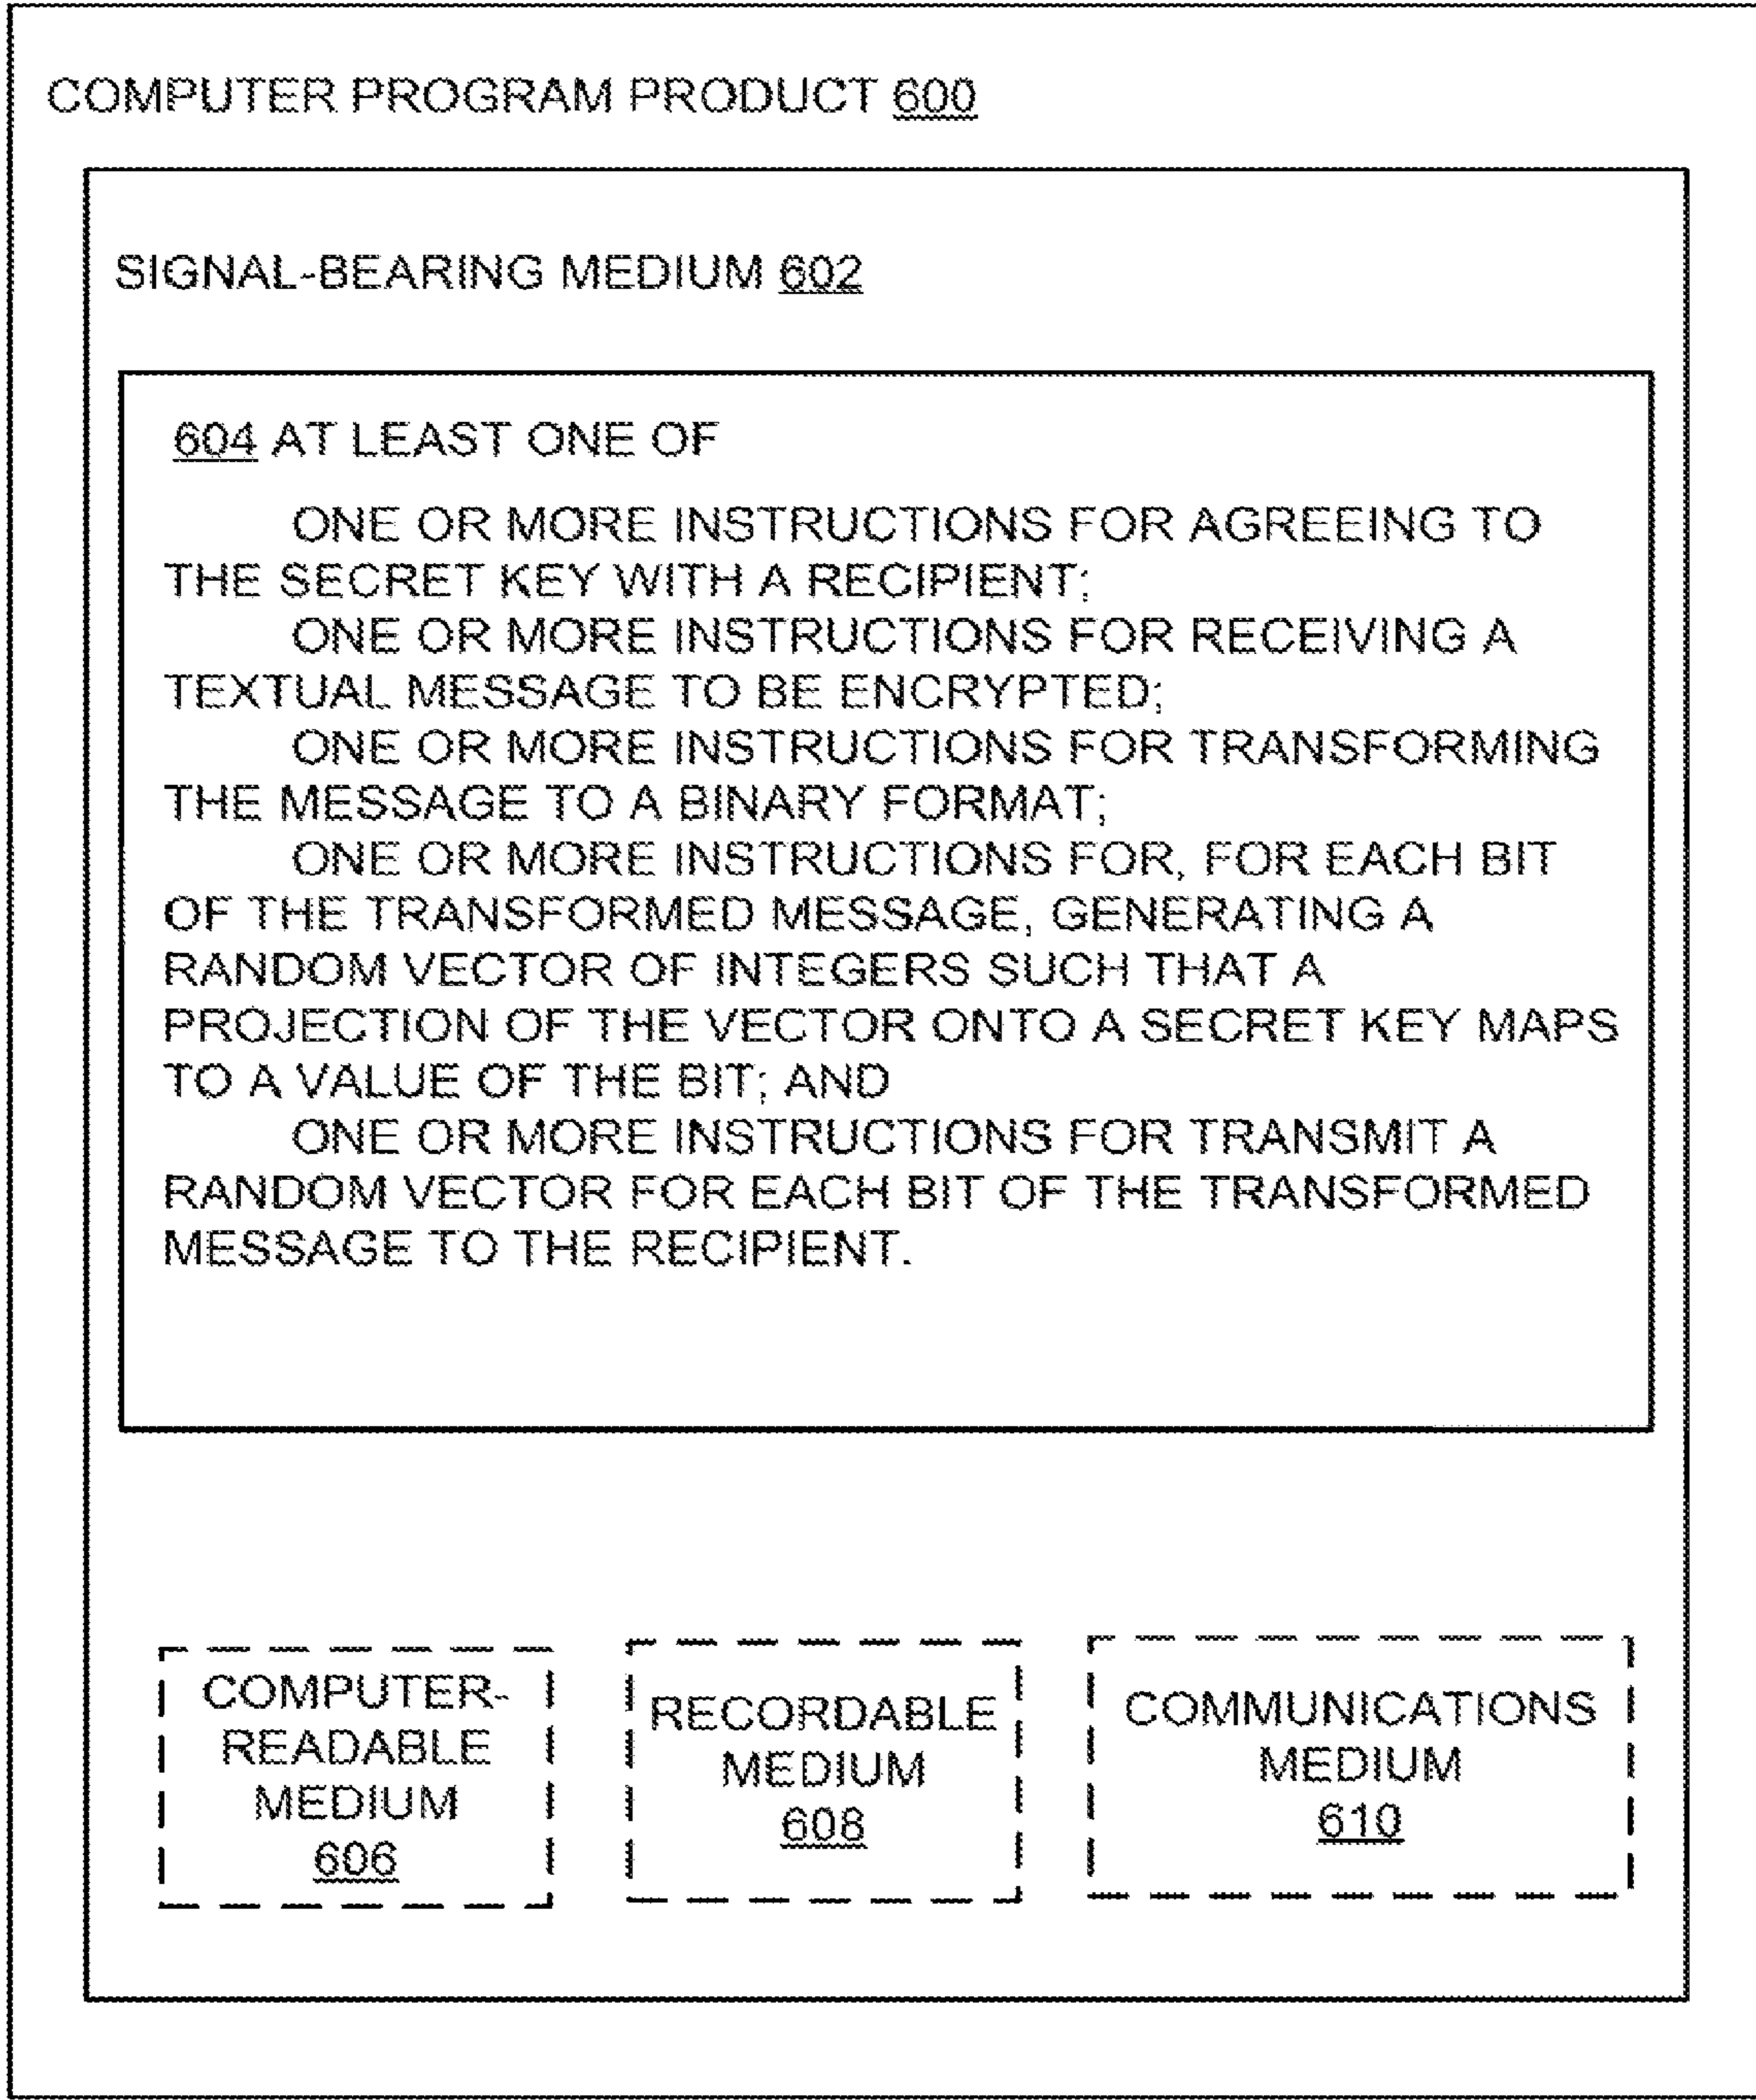 COMPUTER PROGRAM PRODUCT 600
SIGNAL-BEARING MEDIUM 602
604 AT LEAST ONE OF
ONE OR MORE INSTRUCTIONS FOR AGREEING TO
THE SECRET KEY WITH A RECIPIENT;
ONE OR MORE INSTRUCTIONS FOR RECEIVING A
TEXTUAL MESSAGE TO BE ENCRYPTED;
ONE OR MORE INSTRUCTIONS FOR TRANSFORMING
THE MESSAGE TO A BINARY FORMAT;
ONE OR MORE INSTRUCTIONS FOR, FOR EACH BIT
OF THE TRANSFORMED MESSAGE, GENERATING A
RANDOM VECTOR OF INTEGERS SUCH THAT A
PROJECTION OF THE VECTOR ONTO A SECRET KEY MAPS
TO A VALUE OF THE BIT; AND
ONE OR MORE INSTRUCTIONS FOR TRANSMIT A
RANDOM VECTOR FOR EACH BIT OF THE TRANSFORMED
MESSAGE TO THE RECIPIENT.
COMPUTER-
READABLE
MEDIUM
606
RECORDABLE
MEDIUM
608
COMMUNICATIONS
MEDIUM
610